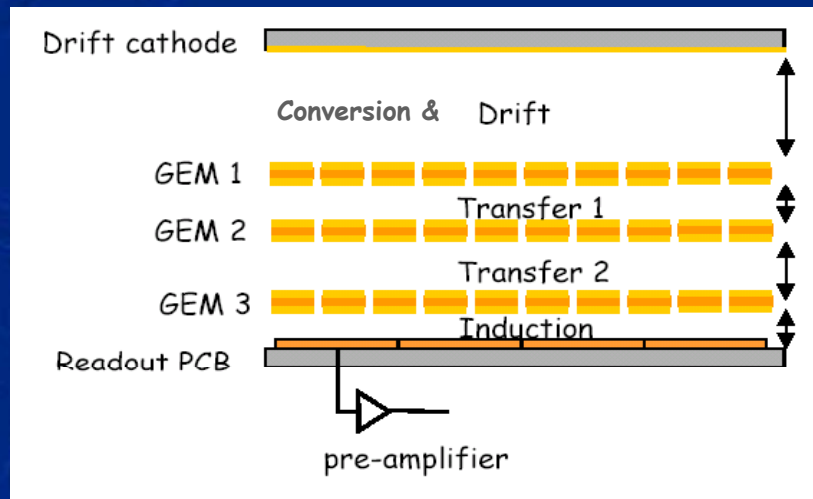 Drift cathode
Conversion & Drift
GEM 1
Transfer 1
GEM 2
Transfer 2
GEM 3
Induction
Readout PCB
pre-amplifier